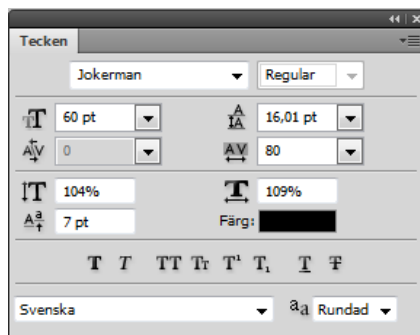 Tecken
Jokerman Regular
60 pt 16,01 pt
0 80
104% 109%
7 pt Färg:
T T TT Tr T¹ T₁ T T
Svenska aa Rundad